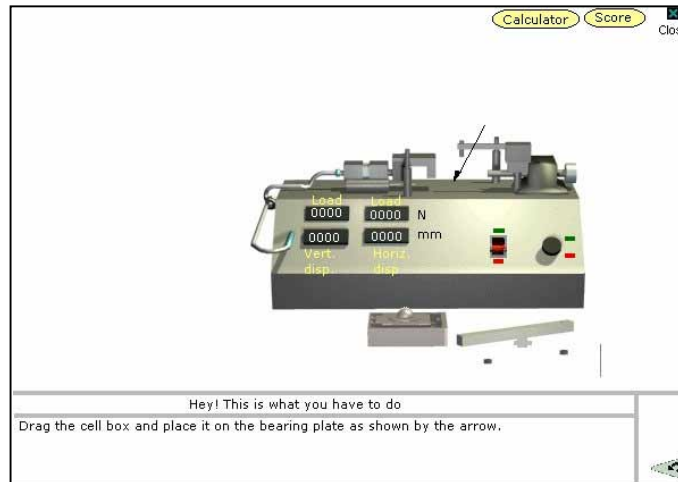 Calculator Score
Clos
Load Load
0000 0000 N
0000 0000 mm
Vert. Horiz.
disp. disp
Hey! This is what you have to do
Drag the cell box and place it on the bearing plate as shown by the arrow.